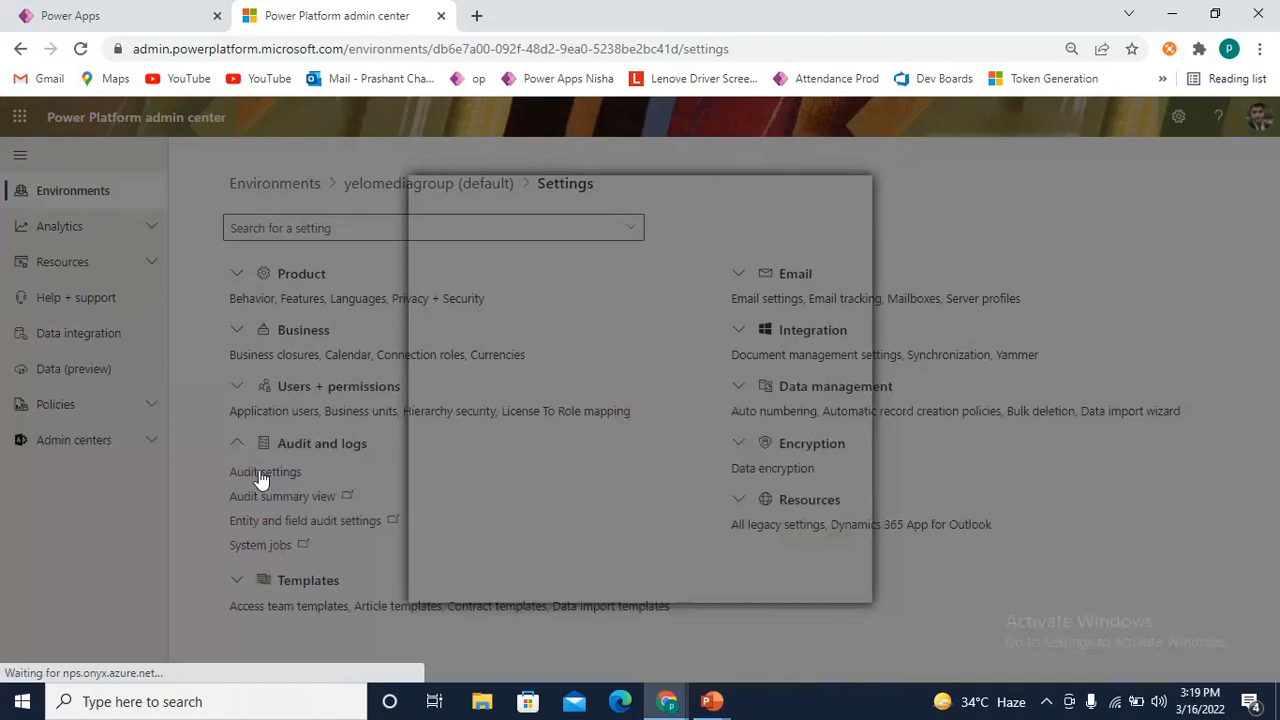 Power Apps
Power Platform admin center
admin.powerplatform.microsoft.com/environments/db6e7a00-092f-48d2-9ea0-5238be2bc41d/settings
P
Gmail
Maps
YouTube
YouTube
Mail - Prashant Cha...
op
Power Apps Nisha
Lenove Driver Scree...
Attendance Prod
Dev Boards
Token Generation
»
Reading list
Power Platform admin center
?
Environments
Analytics
Resources
Help + support
Data integration
Data (preview)
Policies
Admin centers
Environments > yelomediagroup (default) > Settings
Search for a setting
Product
Behavior, Features, Languages, Privacy + Security
Business
Business closures, Calendar, Connection roles, Currencies
Users + permissions
Application users, Business units, Hierarchy security, License To Role mapping
Audit and logs
Audit settings
Audit summary view
Entity and field audit settings
System jobs
Templates
Access team templates, Article templates, Contract templates, Data import templates
Email
Email settings, Email tracking, Mailboxes, Server profiles
Integration
Document management settings, Synchronization, Yammer
Data management
Auto numbering, Automatic record creation policies, Bulk deletion, Data import wizard
Encryption
Data encryption
Resources
All legacy settings, Dynamics 365 App for Outlook
Activate Windows
Go to Settings to activate Windows.
Waiting for nps.onyx.azure.net...
Type here to search
34°C Haze
3:19 PM
3/16/2022
4